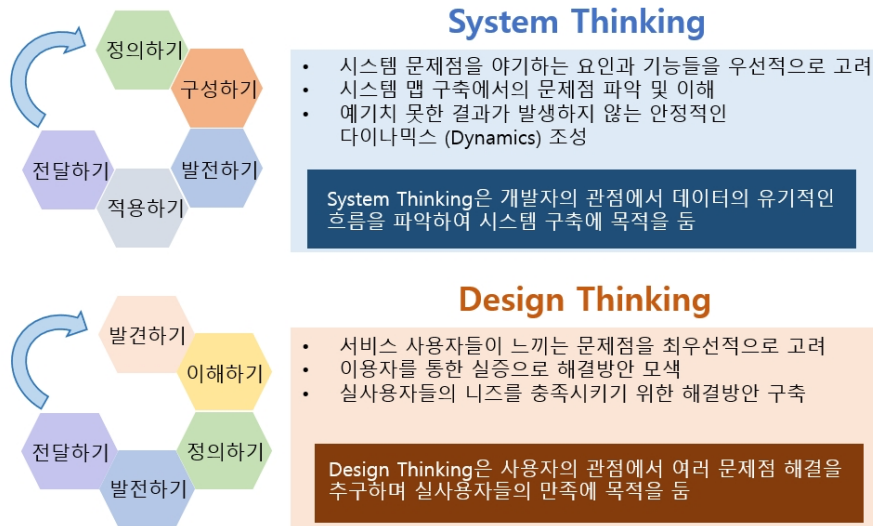 System Thinking
정의하기
구성하기
발전하기
적용하기
전달하기
• 시스템 문제점을 야기하는 요인과 기능들을 우선적으로 고려
• 시스템 맵 구축에서의 문제점 파악 및 이해
• 예기치 못한 결과가 발생하지 않는 안정적인
다이나믹스 (Dynamics) 조성
System Thinking은 개발자의 관점에서 데이터의 유기적인
흐름을 파악하여 시스템 구축에 목적을 둠
Design Thinking
발견하기
이해하기
정의하기
발전하기
전달하기
• 서비스 사용자들이 느끼는 문제점을 최우선적으로 고려
• 이용자를 통한 실증으로 해결방안 모색
• 실사용자들의 니즈를 충족시키기 위한 해결방안 구축
Design Thinking은 사용자의 관점에서 여러 문제점 해결을
추구하며 실사용자들의 만족에 목적을 둠